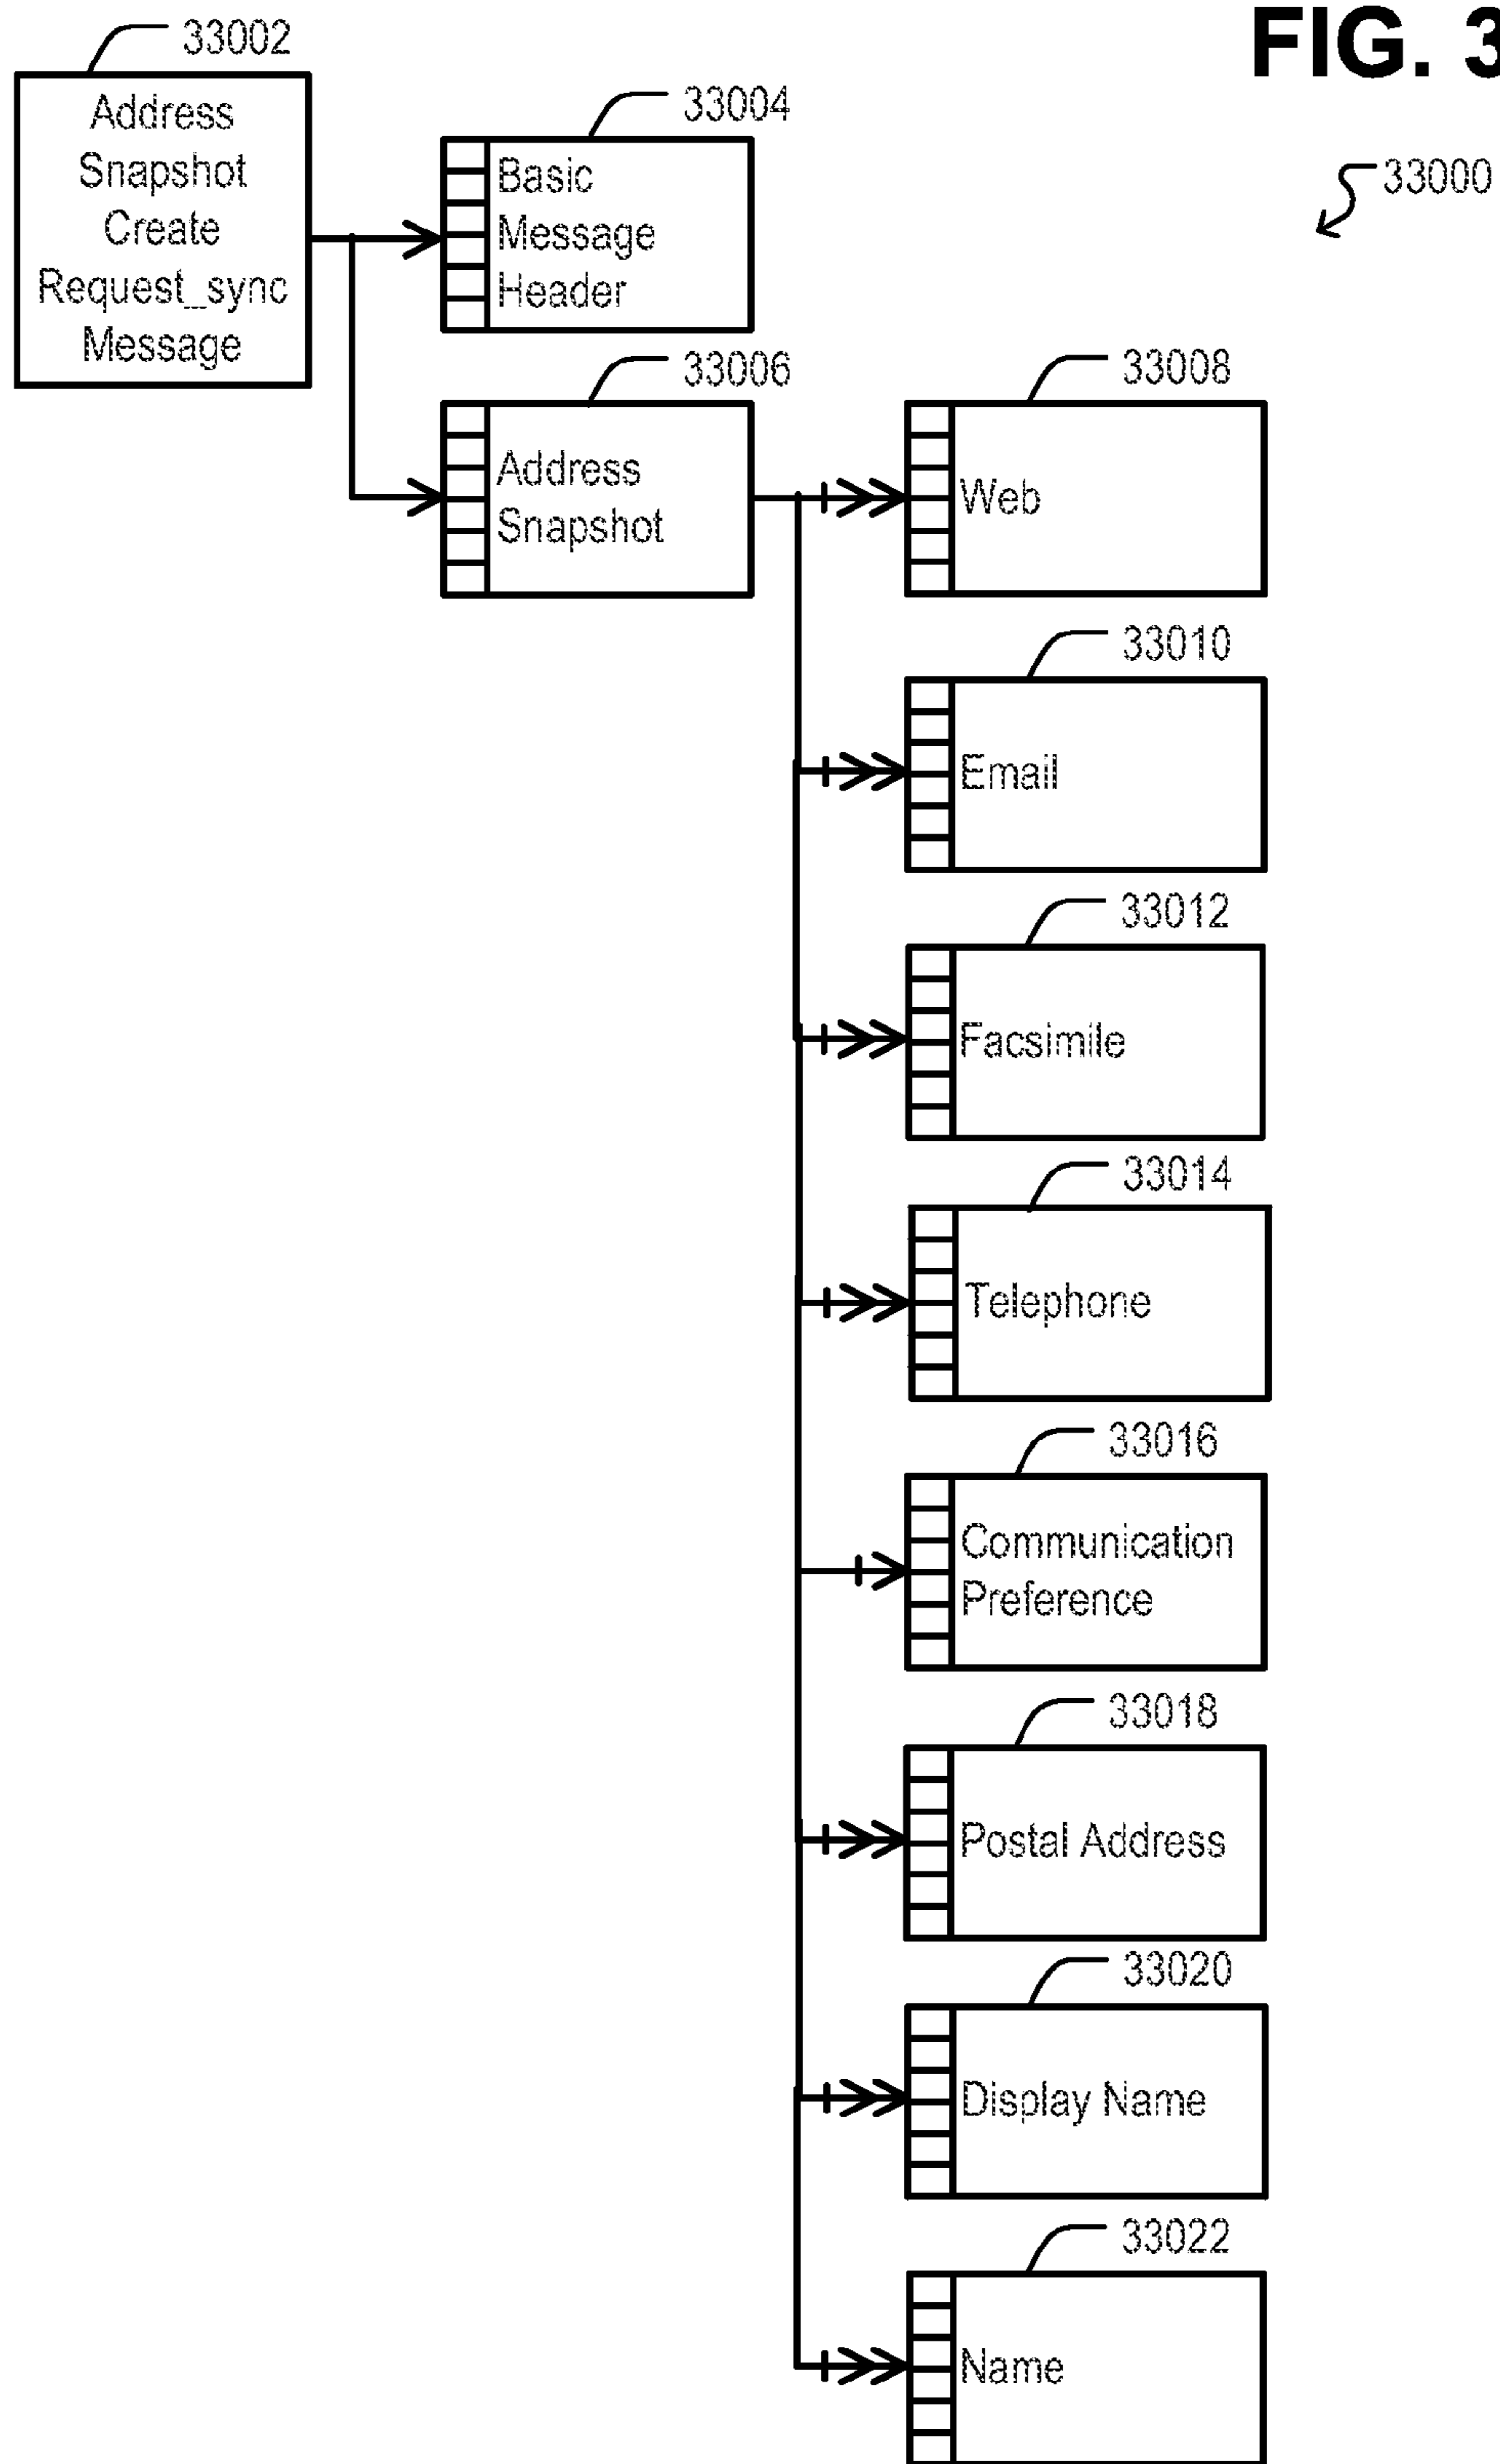 FIG. 3
33002
Address
Snapshot
Create
Request_sync
Message
33004
Basic
Message
Header
33000
33006
Address
Snapshot
33008
Web
33010
Email
33012
Facsimile
33014
Telephone
33016
Communication
Preference
33018
Postal Address
33020
Display Name
33022
Name